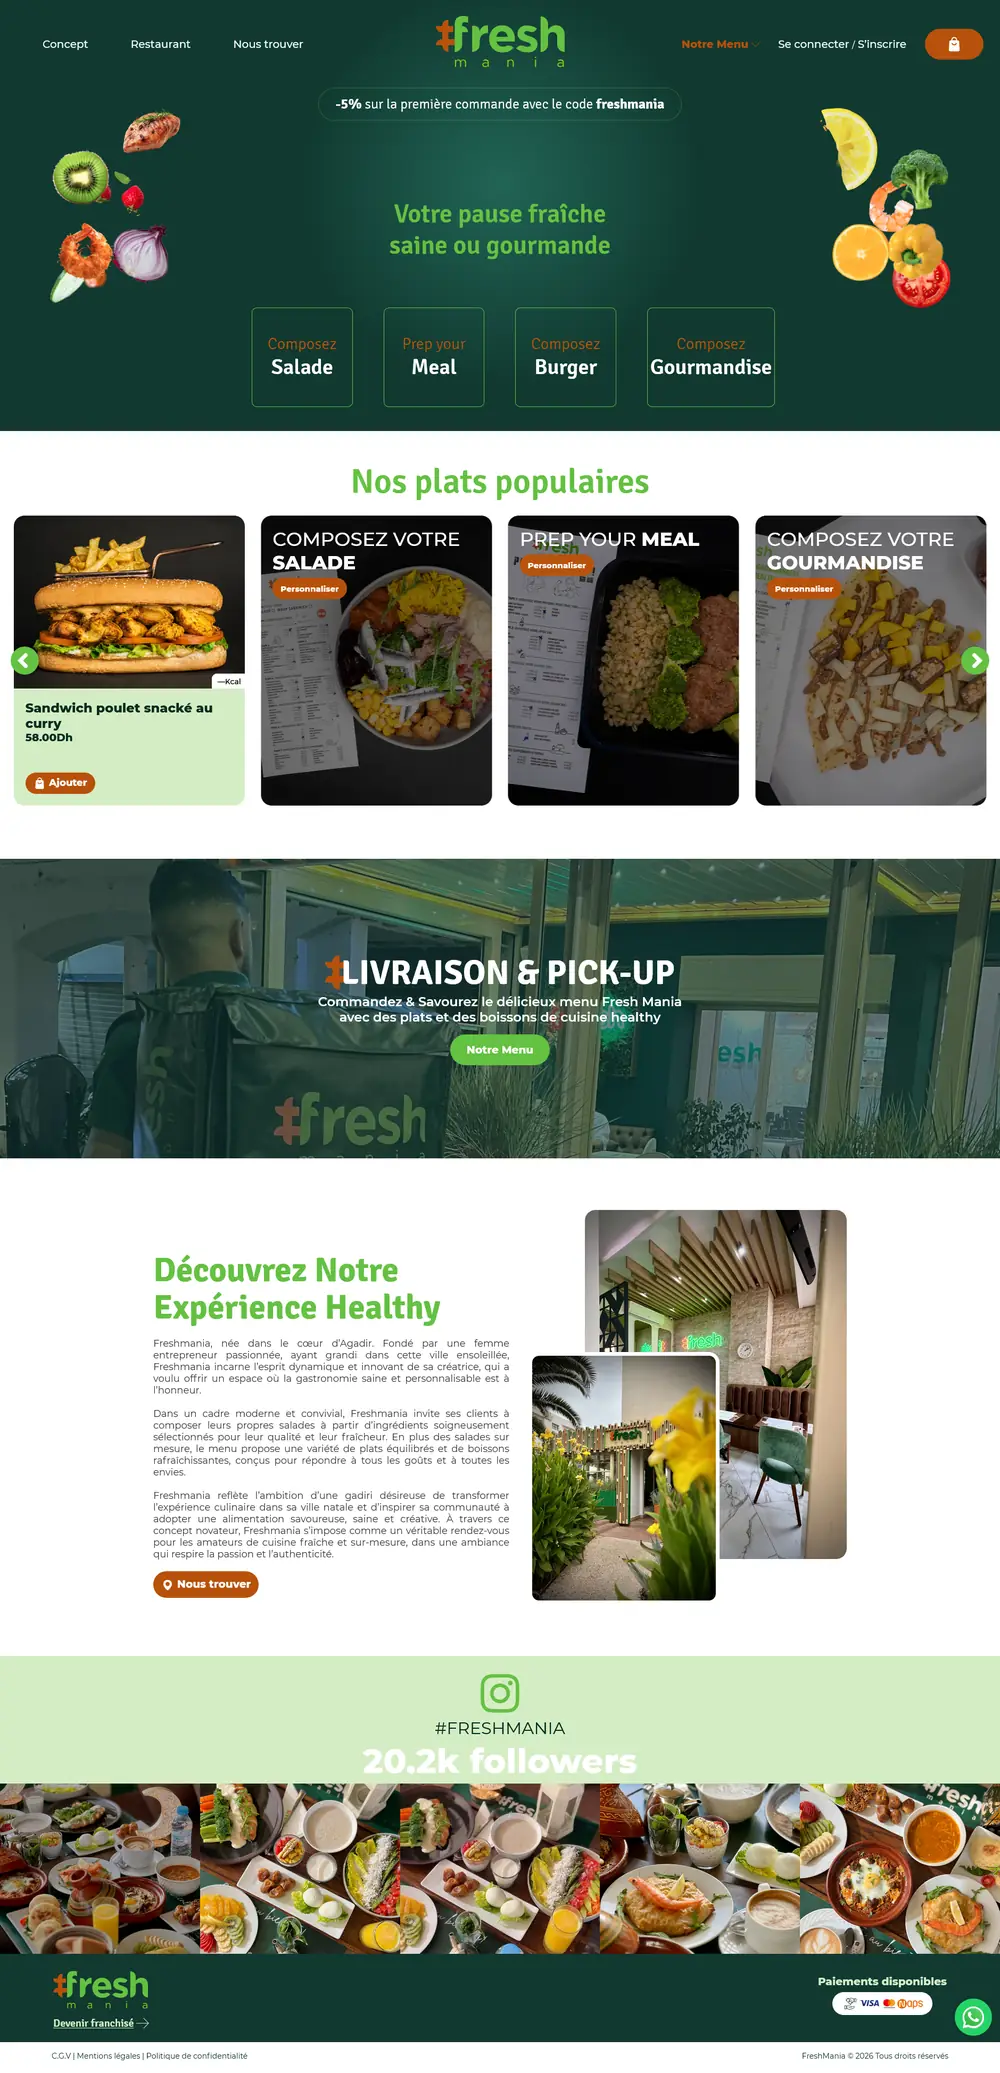 Concept
Restaurant
Nous trouver
fresh
mania
Notre Menu
Se connecter / S'inscrire
-5% sur la première commande avec le code freshmania
Votre pause fraîche
saine ou gourmande
Composez
Salade
Prep your
Meal
Composez
Burger
Composez
Gourmandise
Nos plats populaires
—Kcal
Sandwich poulet snacké au
curry
58.00Dh
Ajouter
COMPOSEZ VOTRE
SALADE
Personnaliser
PREP YOUR MEAL
Personnaliser
COMPOSEZ VOTRE
GOURMANDISE
Personnaliser
LIVRAISON & PICK-UP
Commandez & Savourez le délicieux menu Fresh Mania
avec des plats et des boissons de cuisine healthy
Notre Menu
fresh
Découvrez Notre
Expérience Healthy
Freshmania, née dans le cœur d'Agadir. Fondé par une femme
entrepreneur passionnée, ayant grandi dans cette ville ensoleillée,
Freshmania incarne l'esprit dynamique et innovant de sa créatrice, qui a
voulu offrir un espace où la gastronomie saine et personnalisable est à
l'honneur.
Dans un cadre moderne et convivial, Freshmania invite ses clients à
composer leurs propres salades à partir d'ingrédients soigneusement
sélectionnés pour leur qualité et leur fraîcheur. En plus des salades sur
mesure, le menu propose une variété de plats équilibrés et de boissons
rafraîchissantes, conçus pour répondre à tous les goûts et à toutes les
envies.
Freshmania reflète l'ambition d'une gadiri désireuse de transformer
l'expérience culinaire dans sa ville natale et d'inspirer sa communauté à
adopter une alimentation savoureuse, saine et créative. À travers ce
concept novateur, Freshmania s'impose comme un véritable rendez-vous
pour les amateurs de cuisine fraîche et sur-mesure, dans une ambiance
qui respire la passion et l'authenticité.
Nous trouver
fresh
fresh
#FRESHMANIA
20.2k followers
fresh
mania
Devenir franchisé
Paiements disponibles
VISA
naps
C.G.V | Mentions légales | Politique de confidentialité
FreshMania © 2026 Tous droits réservés